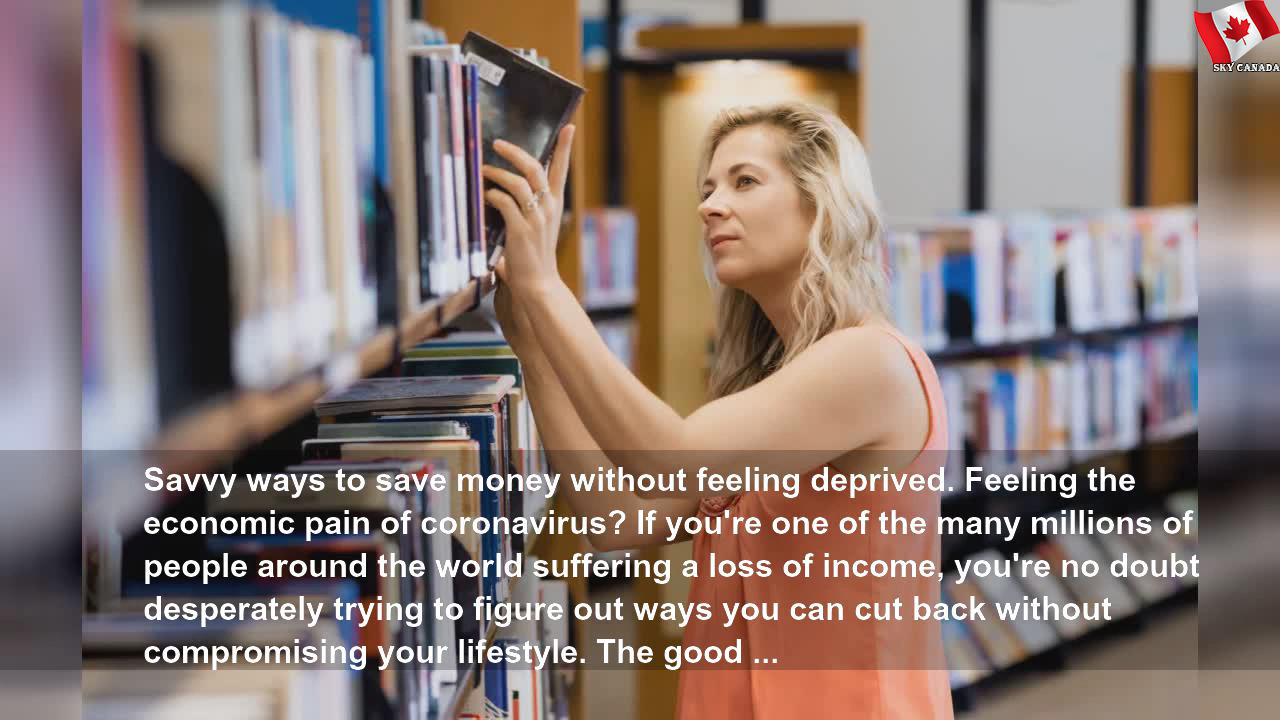 SKY CANADA
Savvy ways to save money without feeling deprived. Feeling the
economic pain of coronavirus? If you're one of the many millions of
people around the world suffering a loss of income, you're no doubt
desperately trying to figure out ways you can cut back without
compromising your lifestyle. The good ...